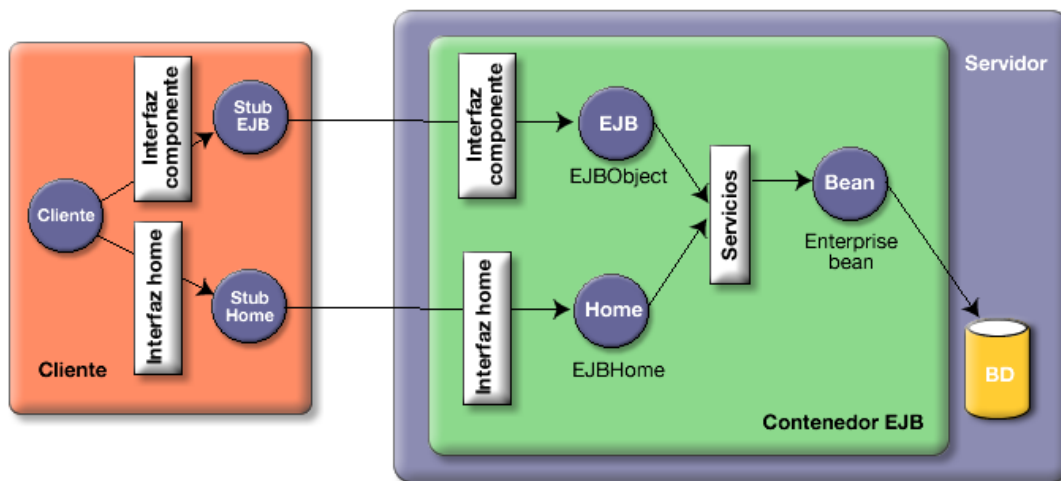 Servidor
Interfaz
componente
Stub
EJB
Cliente
Interfaz home
Stub
Home
Cliente
Interfaz
componente
EJB
EJBObject
Interfaz home
Home
EJBHome
Servicios
Bean
Enterprise
bean
BD
Contenedor EJB